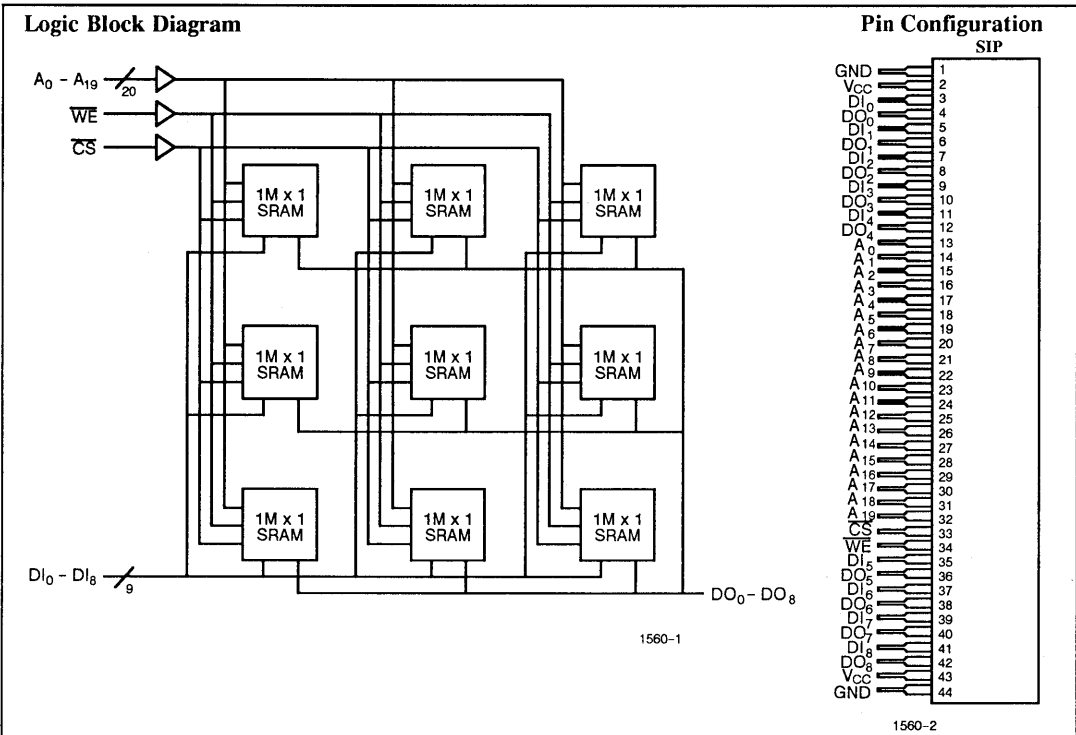 Logic Block Diagram
A0 – A19
20
WE
CS
1M x 1
SRAM
1M x 1
SRAM
1M x 1
SRAM
1M x 1
SRAM
1M x 1
SRAM
1M x 1
SRAM
1M x 1
SRAM
1M x 1
SRAM
1M x 1
SRAM
DI0 – DI8
9
DO0 – DO8
1560-1
Pin Configuration
SIP
GND 1
VCC 2
DI0 3
DO0 4
DI1 5
DO1 6
DI2 7
DO2 8
DI3 9
DO3 10
DI4 11
DO4 12
A0 13
A1 14
A2 15
A3 16
A4 17
A5 18
A6 19
A7 20
A8 21
A9 22
A10 23
A11 24
A12 25
A13 26
A14 27
A15 28
A16 29
A17 30
A18 31
A19 32
CS 33
WE 34
DI5 35
DO5 36
DI6 37
DO6 38
DI7 39
DO7 40
DI8 41
DO8 42
VCC 43
GND 44
1560-2